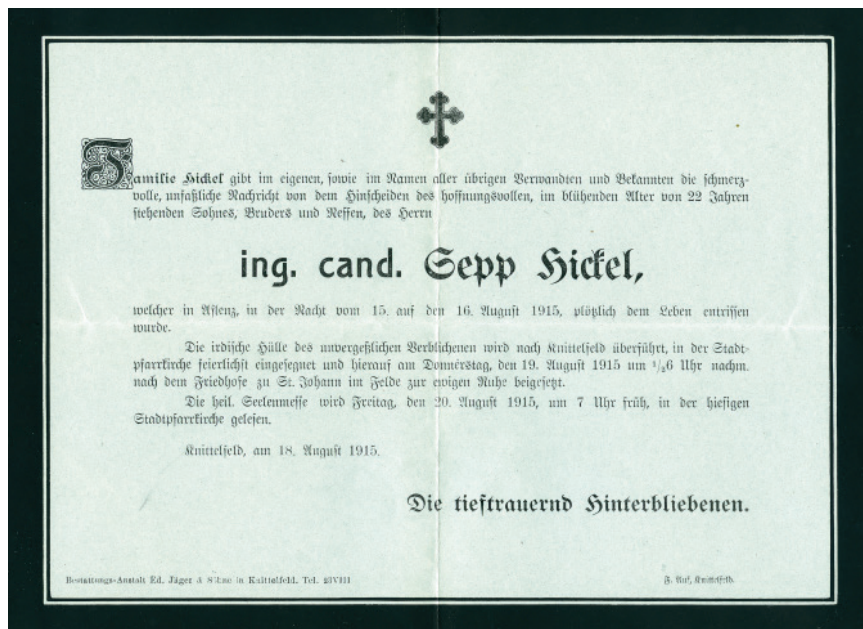 Familie Hickel gibt im eigenen, sowie im Namen aller übrigen Verwandten und Bekannten die schmerz-
volle, unfaßliche Nachricht von dem Hinscheiden des hoffnungsvollen, im blühenden Alter von 22 Jahren
stehenden Sohnes, Bruders und Neffen, des Herrn
ing. cand. Sepp Hickel,
welcher in Aflenz, in der Nacht vom 15. auf den 16. August 1915, plötzlich dem Leben entrissen
wurde.
Die irdische Hülle des unvergeßlichen Verblichenen wird nach Knittelfeld überführt, in der Stadt-
pfarrkirche feierlichst eingesegnet und hierauf am Donnerstag, den 19. August 1915 um ½6 Uhr nachm.
nach dem Friedhofe zu St. Johann im Felde zur ewigen Ruhe beigesetzt.
Die heil. Seelenmesse wird Freitag, den 20. August 1915, um 7 Uhr früh, in der hiesigen
Stadtpfarrkirche gelesen.
Knittelfeld, am 18. August 1915.
Die tieftrauernd Hinterbliebenen.
Bestattungs-Anstalt Ed. Jäger & Söhne in Knittelfeld. Tel.
F. Knittelfeld.